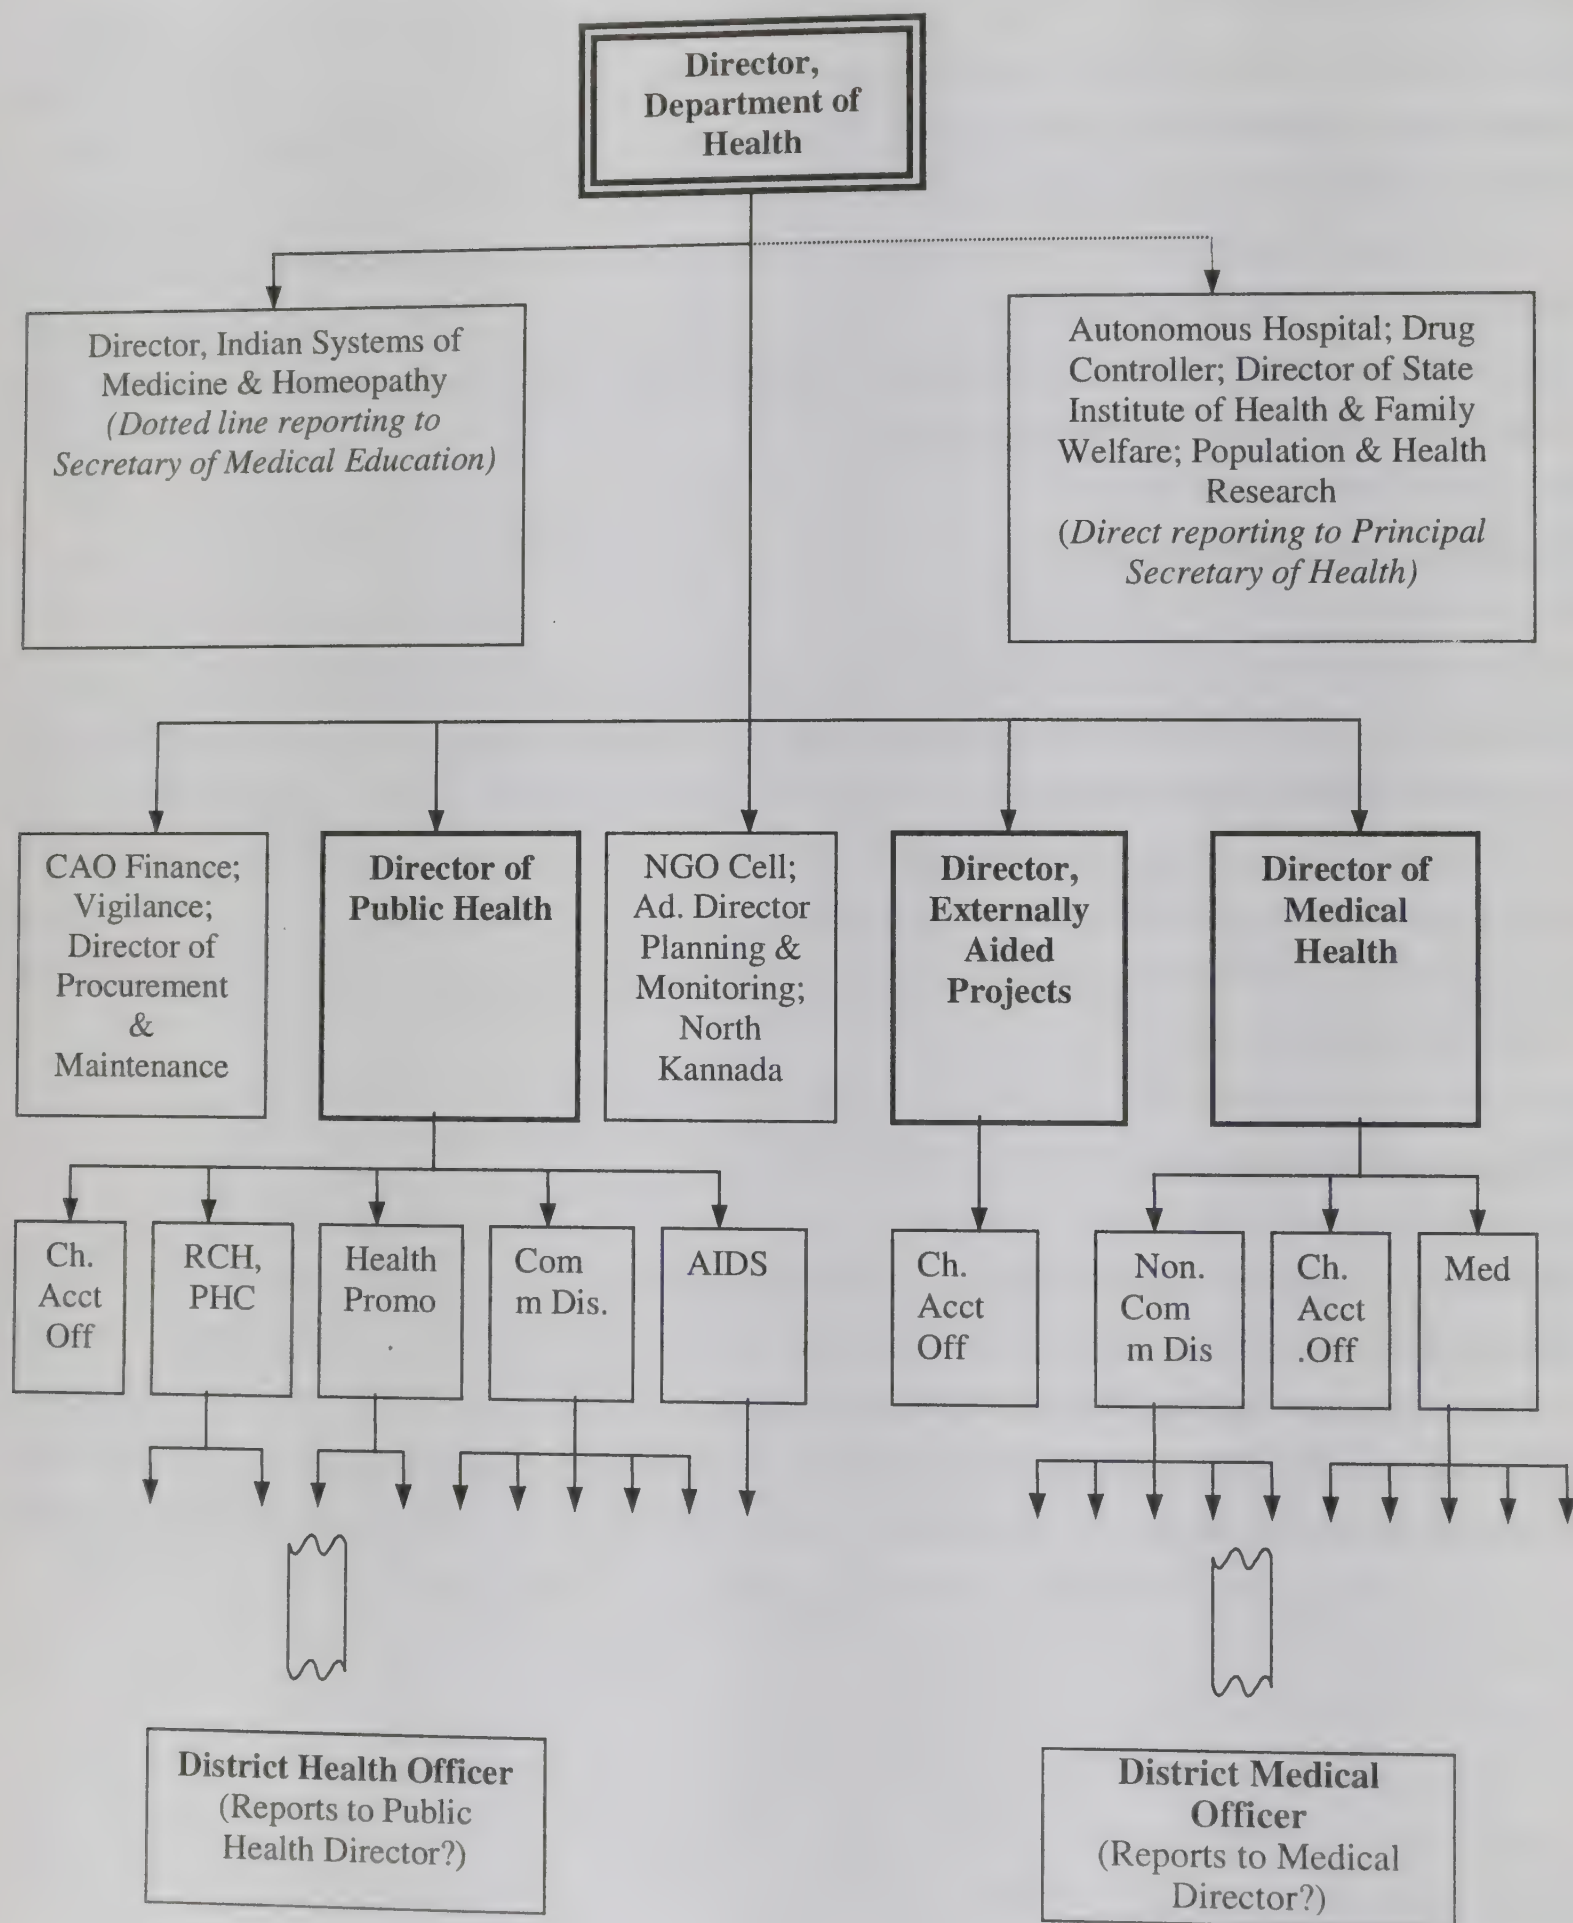 Director,
Department of
Health
Director, Indian Systems of
Medicine & Homeopathy
(Dotted line reporting to
Secretary of Medical Education)
Autonomous Hospital; Drug
Controller; Director of State
Institute of Health & Family
Welfare; Population & Health
Research
(Direct reporting to Principal
Secretary of Health)
CAO Finance;
Vigilance;
Director of
Procurement
&
Maintenance
Director of
Public Health
NGO Cell;
Ad. Director
Planning &
Monitoring;
North
Kannada
Director,
Externally
Aided
Projects
Director of
Medical
Health
Ch.
Acct
Off
RCH,
PHC
Health
Promo
.
Com
m Dis.
AIDS
Ch.
Acct
Off
Non.
Com
m Dis
Ch.
Acct
.Off
Med
District Health Officer
(Reports to Public
Health Director?)
District Medical
Officer
(Reports to Medical
Director?)